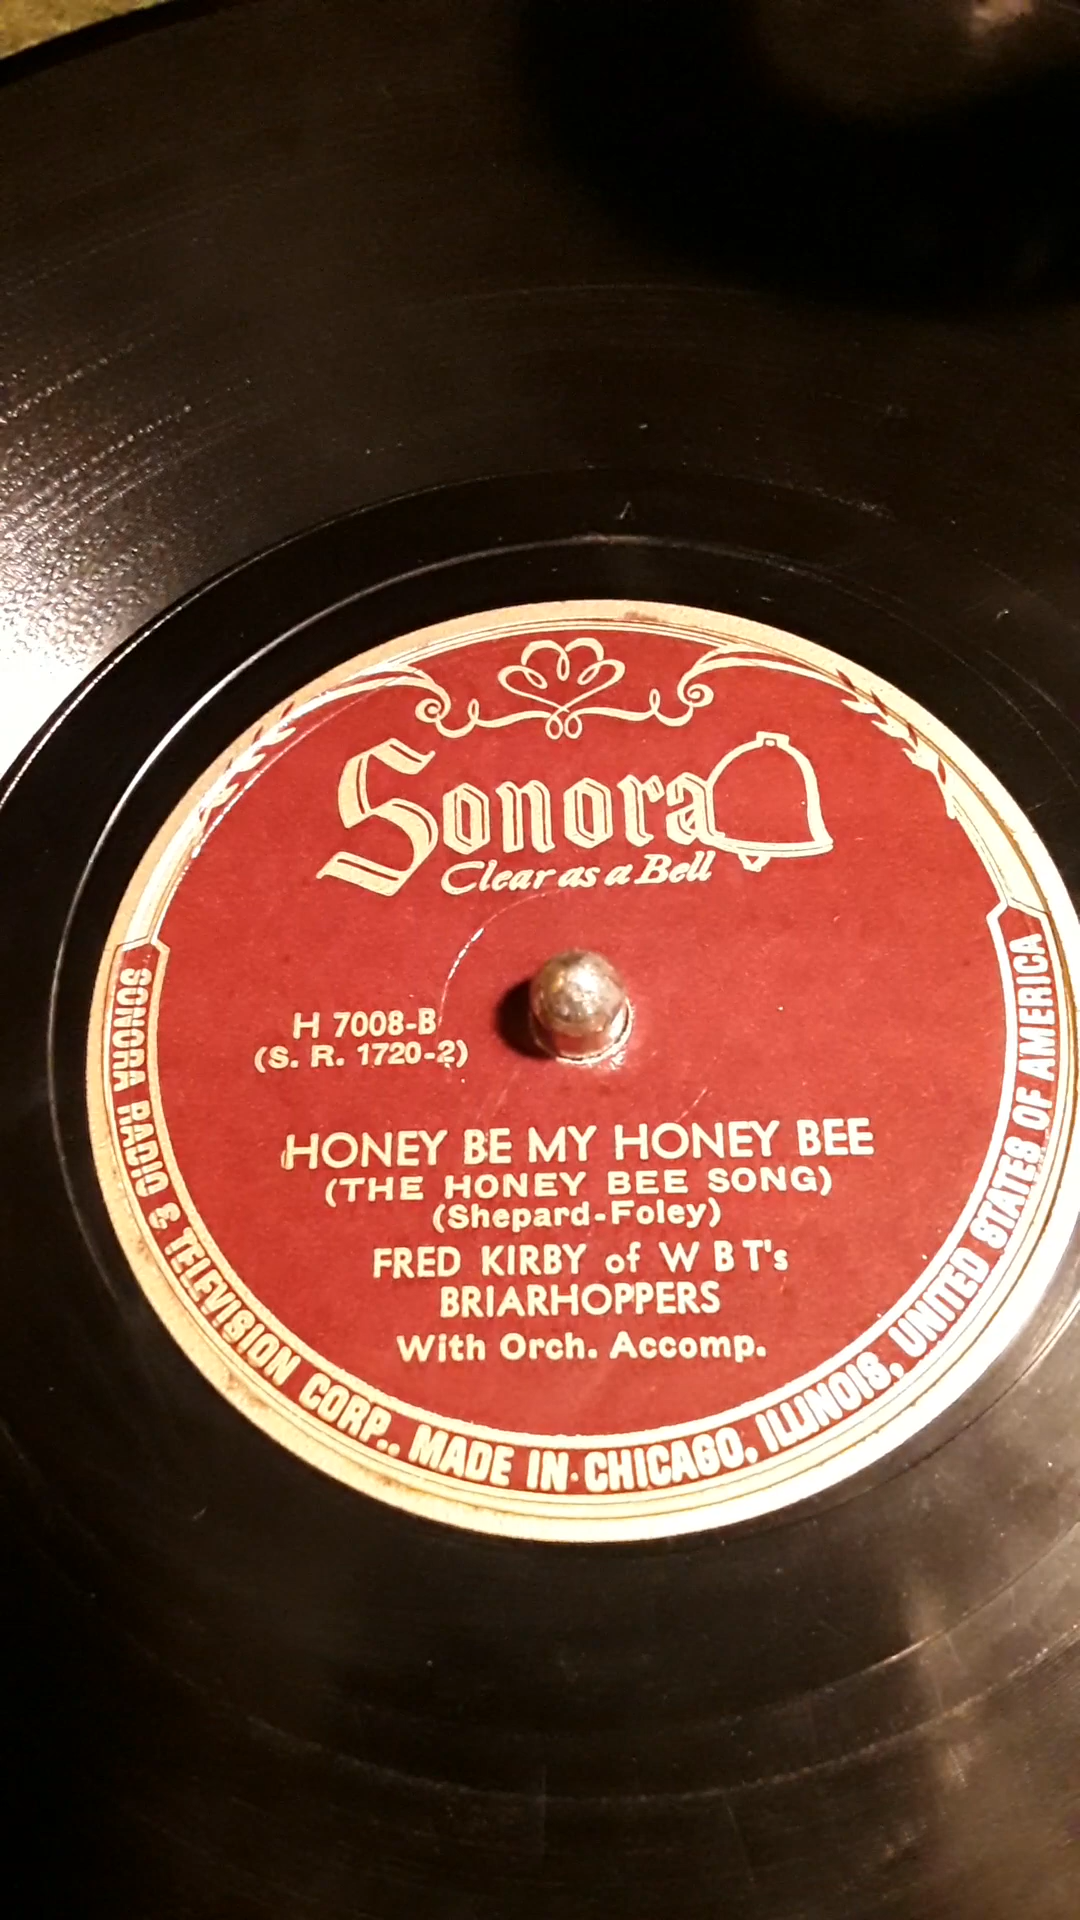 Sonora
Clear as a Bell
H 7008-B
(S. R. 1720-2)
HONEY BE MY HONEY BEE
(THE HONEY BEE SONG)
(Shepard-Foley)
FRED KIRBY of W B T's
BRIARHOPPERS
With Orch. Accomp.
SONORA RADIO & TELEVISION CORP., MADE IN CHICAGO, ILLINOIS, UNITED STATES OF AMERICA